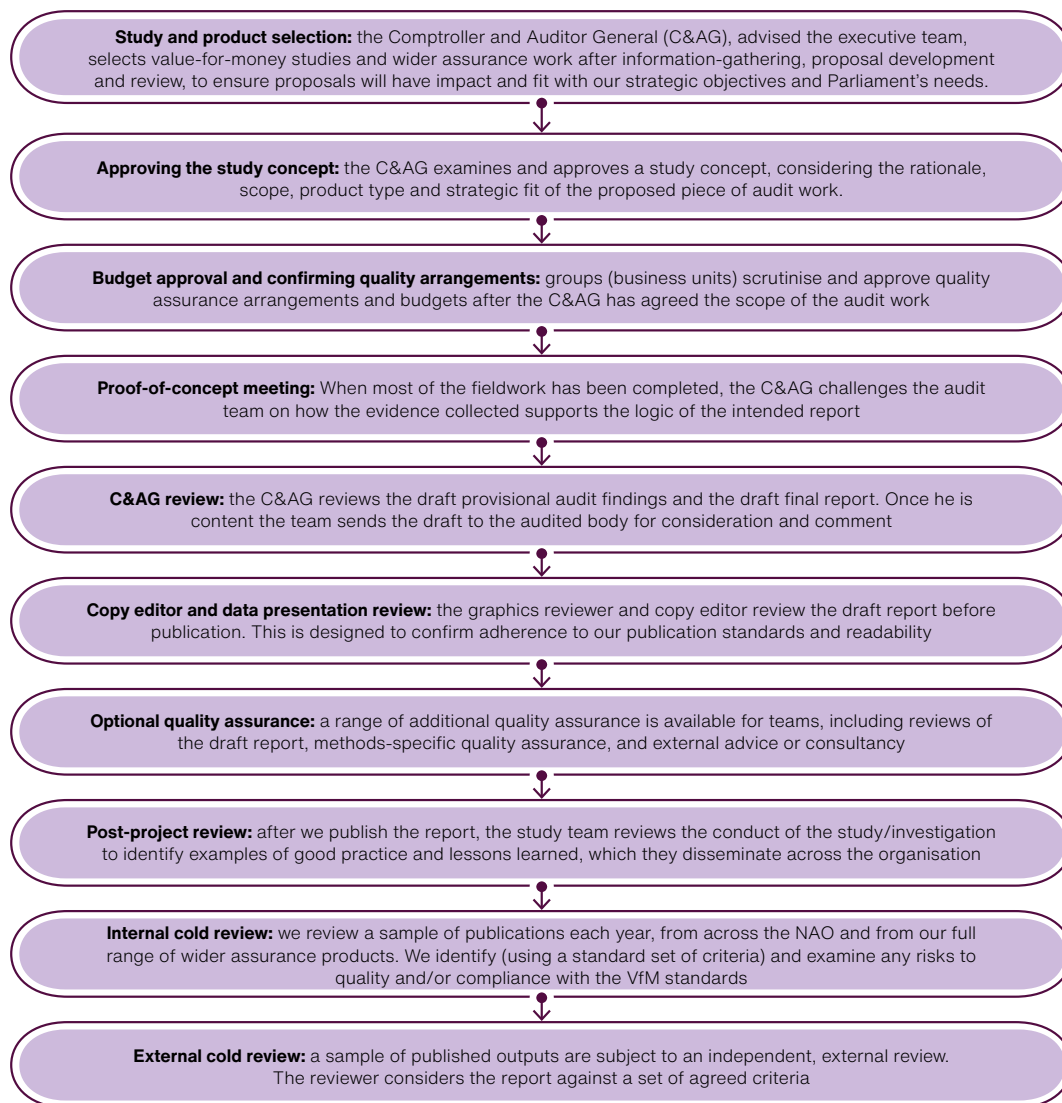 Study and product selection: the Comptroller and Auditor General (C&AG), advised the executive team,
selects value-for-money studies and wider assurance work after information-gathering, proposal development
and review, to ensure proposals will have impact and fit with our strategic objectives and Parliament's needs.
Approving the study concept: the C&AG examines and approves a study concept, considering the rationale,
scope, product type and strategic fit of the proposed piece of audit work.
Budget approval and confirming quality arrangements: groups (business units) scrutinise and approve quality
assurance arrangements and budgets after the C&AG has agreed the scope of the audit work
Proof-of-concept meeting: When most of the fieldwork has been completed, the C&AG challenges the audit
team on how the evidence collected supports the logic of the intended report
C&AG review: the C&AG reviews the draft provisional audit findings and the draft final report. Once he is
content the team sends the draft to the audited body for consideration and comment
Copy editor and data presentation review: the graphics reviewer and copy editor review the draft report before
publication. This is designed to confirm adherence to our publication standards and readability
Optional quality assurance: a range of additional quality assurance is available for teams, including reviews of
the draft report, methods-specific quality assurance, and external advice or consultancy
Post-project review: after we publish the report, the study team reviews the conduct of the study/investigation
to identify examples of good practice and lessons learned, which they disseminate across the organisation
Internal cold review: we review a sample of publications each year, from across the NAO and from our full
range of wider assurance products. We identify (using a standard set of criteria) and examine any risks to
quality and/or compliance with the VfM standards
External cold review: a sample of published outputs are subject to an independent, external review.
The reviewer considers the report against a set of agreed criteria